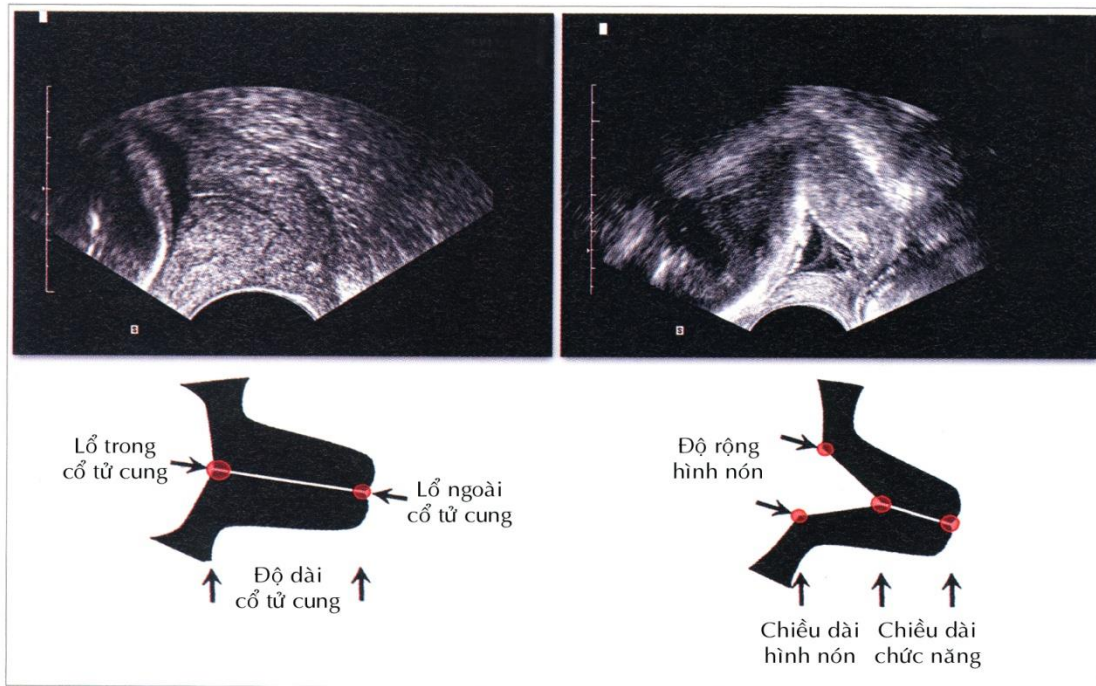 S
S
Lổ trong
cổ tử cung
Lổ ngoài
cổ tử cung
Độ dài
cổ tử cung
Độ rộng
hình nón
Chiều dài
hình nón
Chiều dài
chức năng